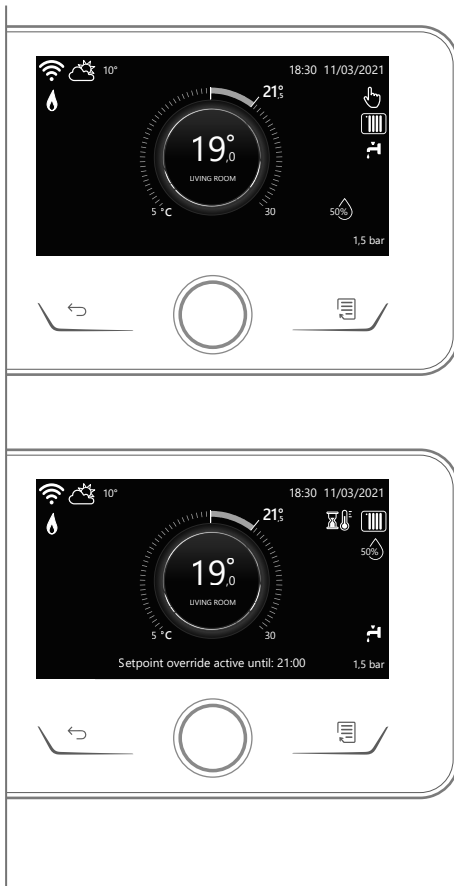 10° 18:30 11/03/2021
21°,5
19°,0
LIVING ROOM
5 °C 30
50%
1,5 bar
10° 18:30 11/03/2021
21°,5
50%
19°,0
LIVING ROOM
5 °C 30
Setpoint override active until: 21:00 1,5 bar